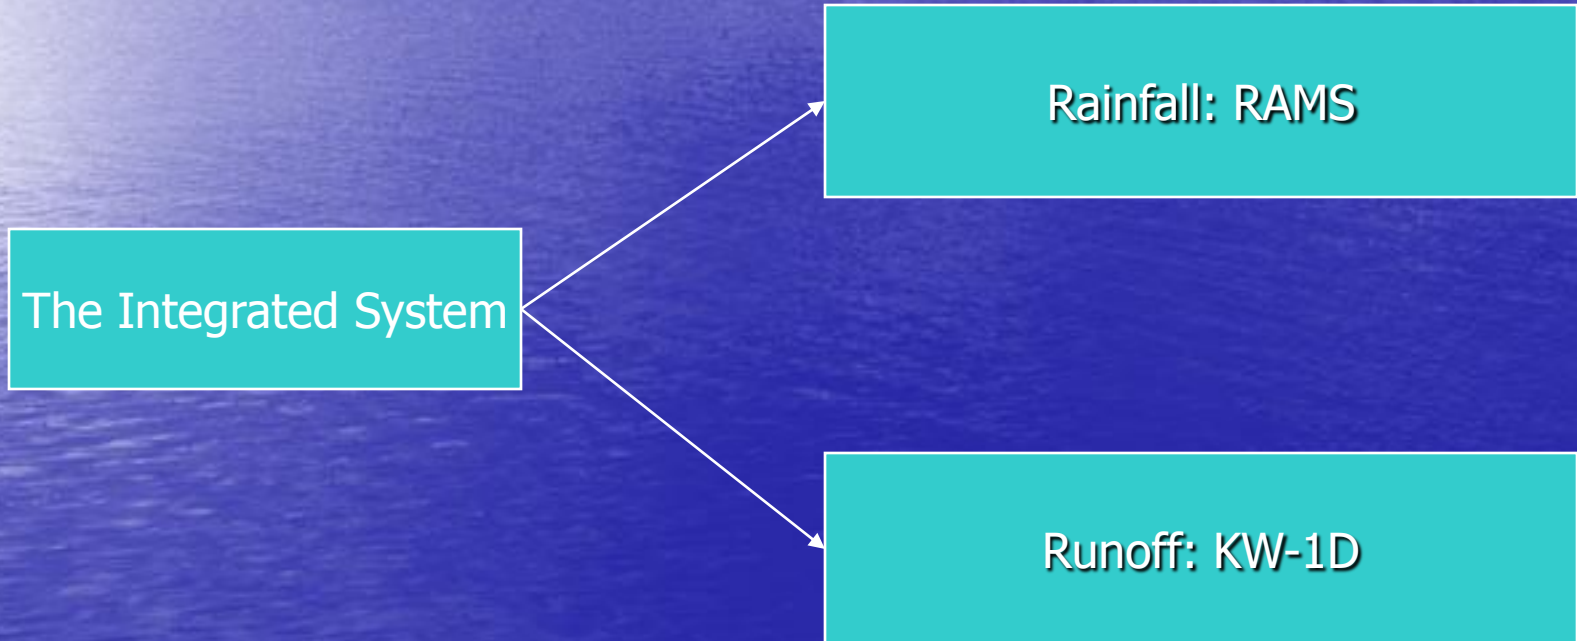 Rainfall: RAMS
The Integrated System
Runoff: KW-1D